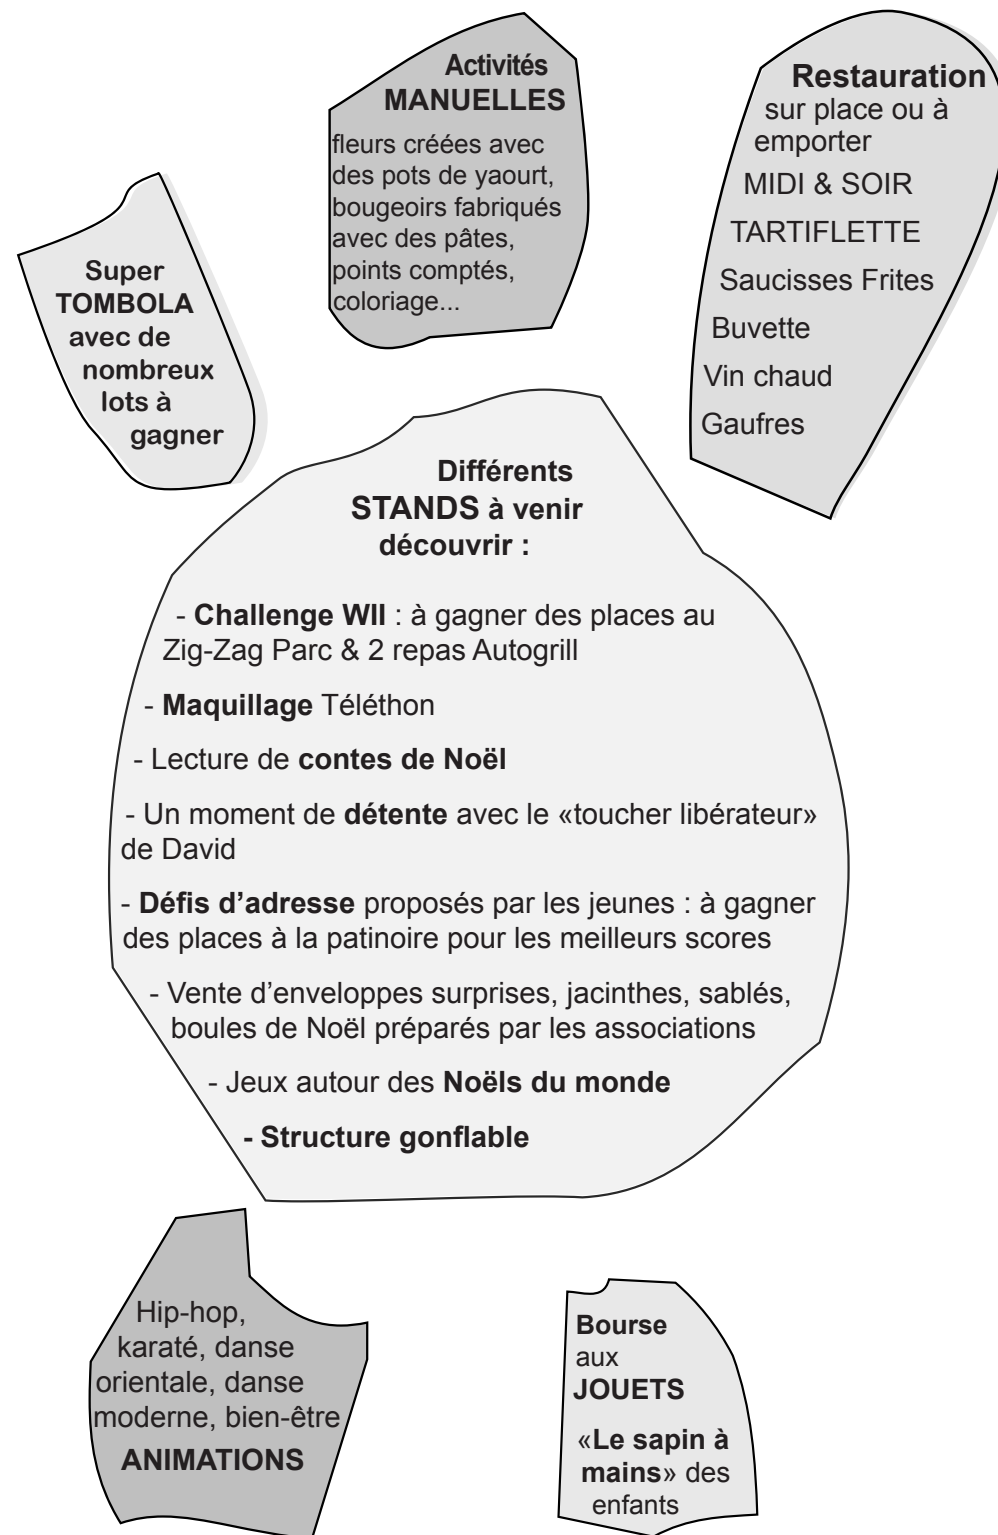 Activités
MANUELLES
fleurs créées avec
des pots de yaourt,
bougeoirs fabriqués
avec des pâtes,
points comptés,
coloriage...
Restauration
sur place ou à
emporter
MIDI & SOIR
TARTIFLETTE
Saucisses Frites
Buvette
Vin chaud
Gaufres
Super
TOMBOLA
avec de
nombreux
lots à
gagner
Différents
STANDS à venir
découvrir :
- Challenge WII : à gagner des places au
Zig-Zag Parc & 2 repas Autogrill
- Maquillage Téléthon
- Lecture de contes de Noël
- Un moment de détente avec le «toucher libérateur»
de David
- Défis d’adresse proposés par les jeunes : à gagner
des places à la patinoire pour les meilleurs scores
- Vente d’enveloppes surprises, jacinthes, sablés,
boules de Noël préparés par les associations
- Jeux autour des Noëls du monde
- Structure gonflable
Hip-hop,
karaté, danse
orientale, danse
moderne, bien-être
ANIMATIONS
Bourse
aux
JOUETS
«Le sapin à
mains» des
enfants